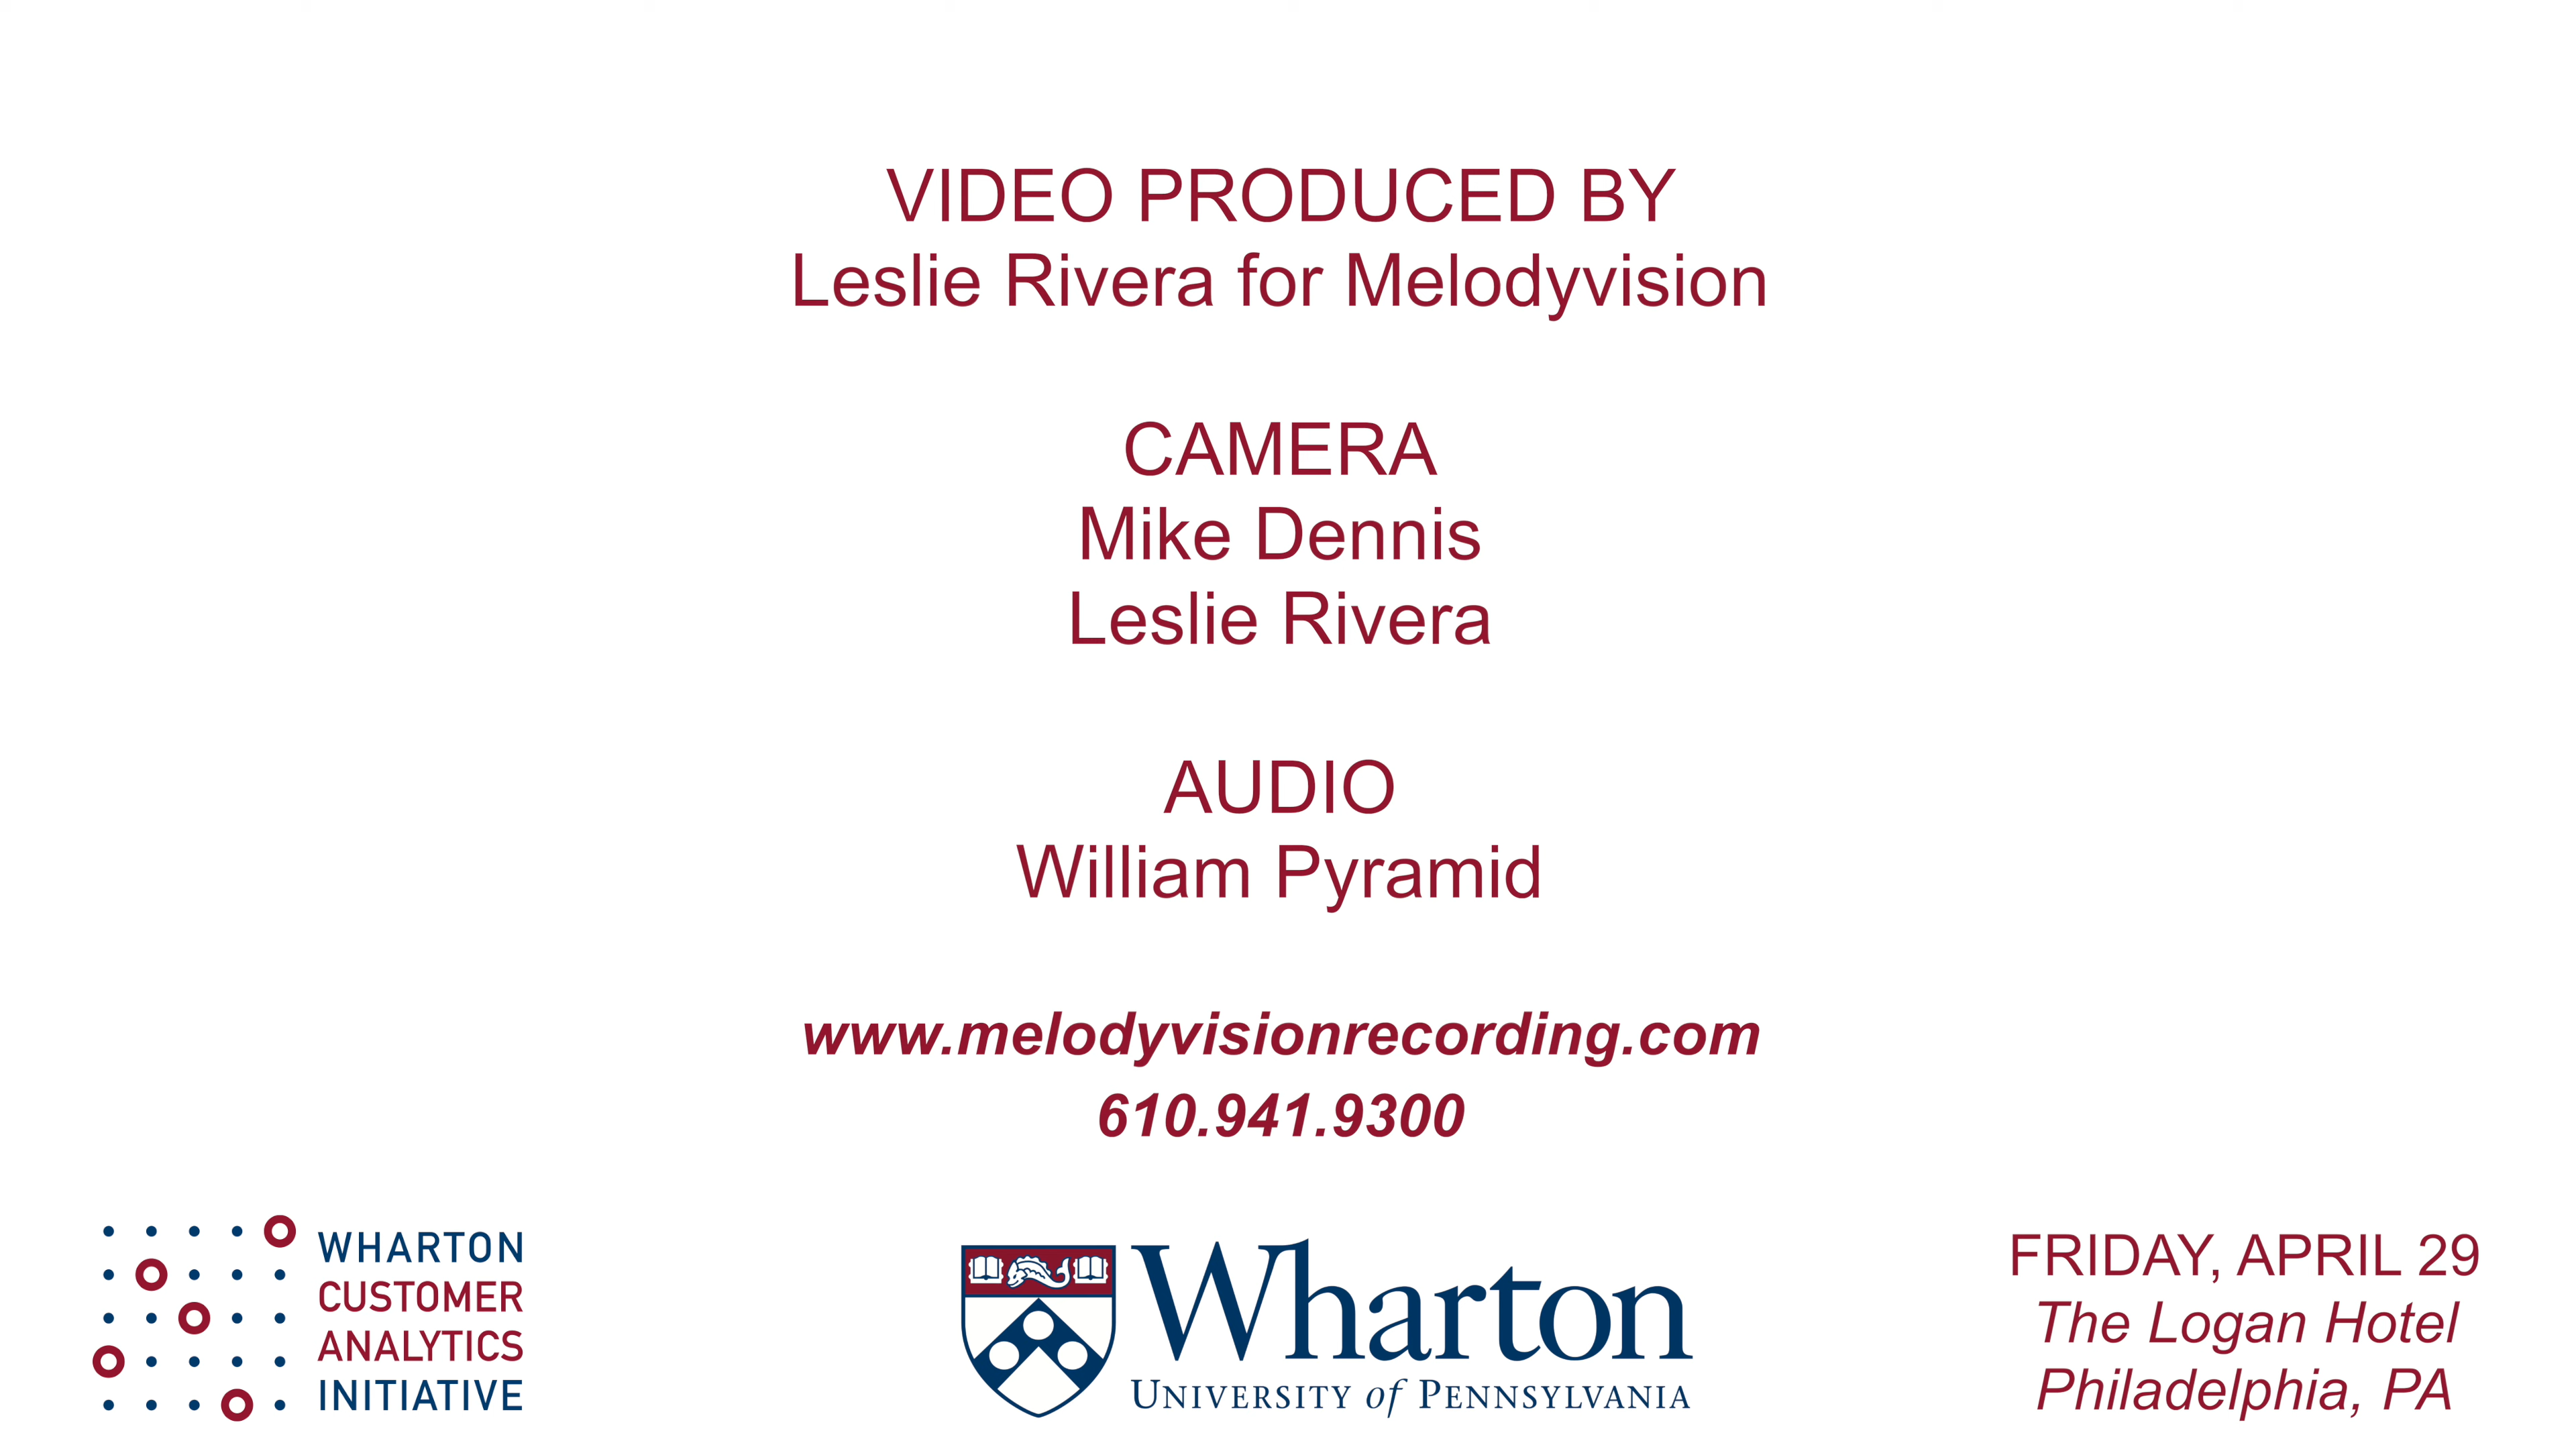 VIDEO PRODUCED BY
Leslie Rivera for Melodyvision
CAMERA
Mike Dennis
Leslie Rivera
AUDIO
William Pyramid
www.melodyvisionrecording.com
610.941.9300
WHARTON
CUSTOMER
ANALYTICS
INITIATIVE
Wharton
UNIVERSITY of PENNSYLVANIA
FRIDAY, APRIL 29
The Logan Hotel
Philadelphia, PA